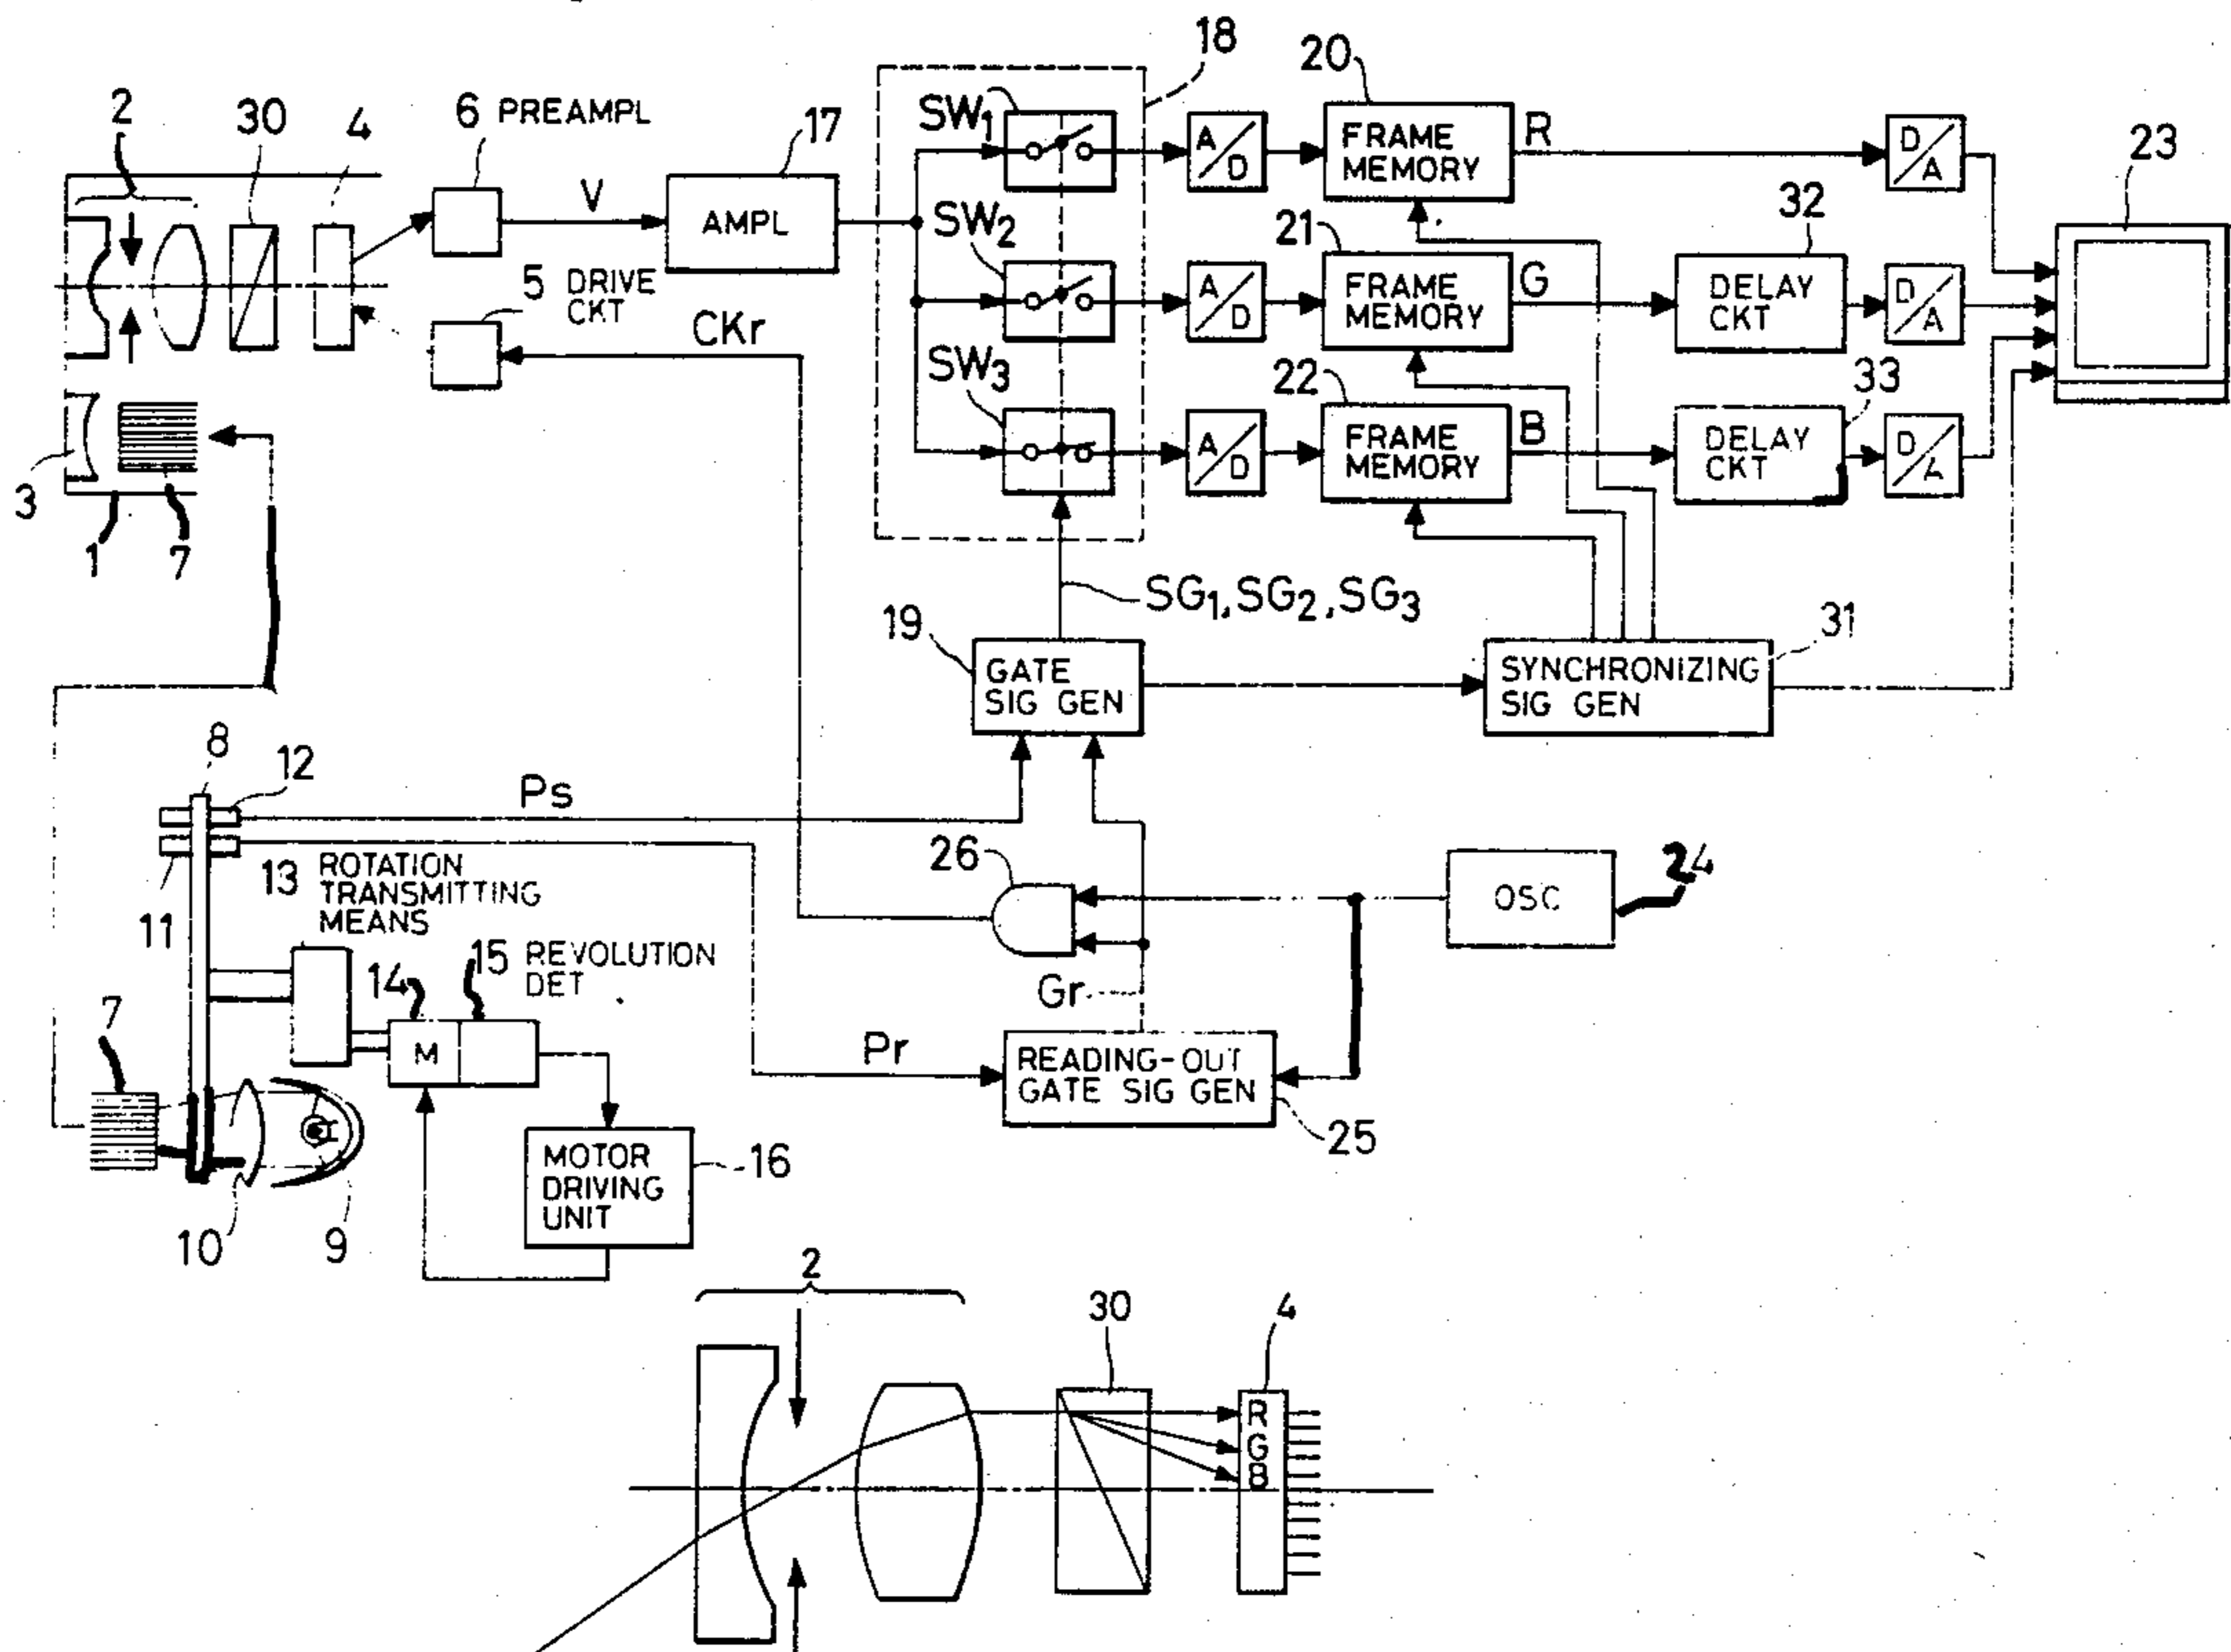 18
20
2
30
4
6 PREAMPL
17
SW1
A/D
FRAME
MEMORY
R
D/A
23
V
AMPL
SW2
21
32
A/D
FRAME
MEMORY
G
DELAY
CKT
D/A
5 DRIVE
CKT
CKr
SW3
22
33
A/D
FRAME
MEMORY
B
DELAY
CKT
D/A
3
1
7
SG1, SG2, SG3
19
GATE
SIG GEN
31
SYNCHRONIZING
SIG GEN
8
12
Ps
26
OSC
24
11
13 ROTATION
TRANSMITTING
MEANS
14
15 REVOLUTION
DET
Gr
7
M
Pr
READING-OUT
GATE SIG GEN
25
MOTOR
DRIVING
UNIT
16
10
9
2
30
4
R
G
B